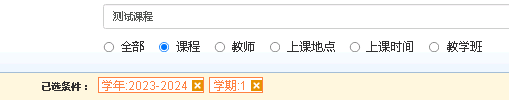 测试课程
全部 课程 教师 上课地点 上课时间 教学班
已选条件： 学年:2023-2024 学期:1